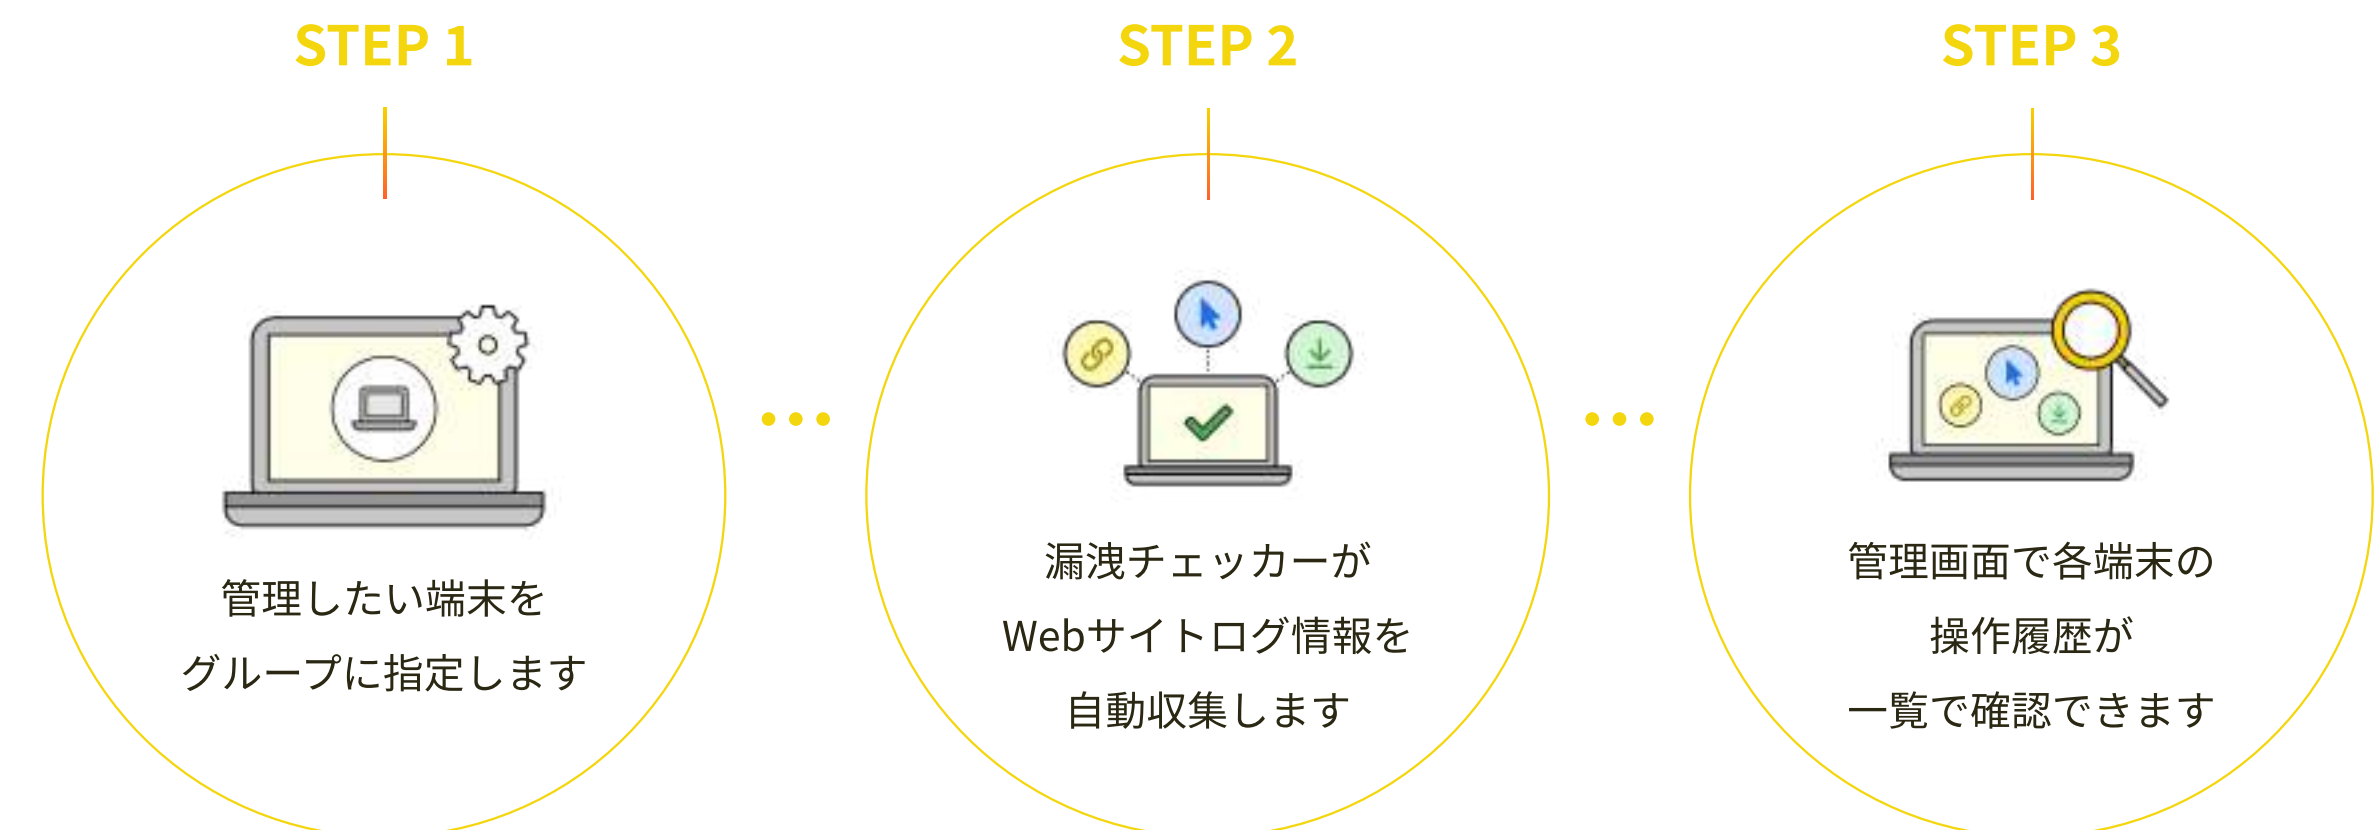 STEP 1
管理したい端末を
グループに指定します
STEP 2
漏洩チェッカーが
Webサイトログ情報を
自動収集します
STEP 3
管理画面で各端末の
操作履歴が
一覧で確認できます